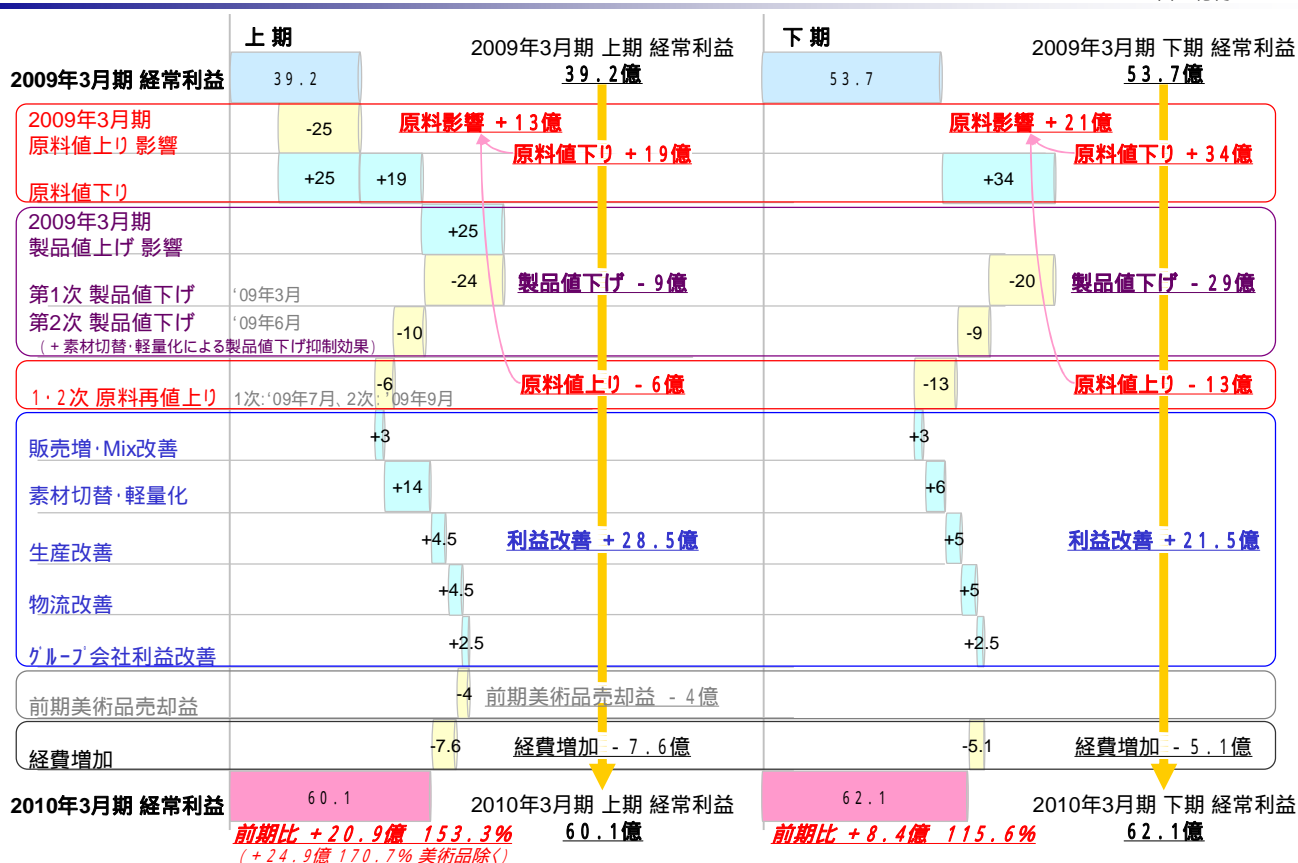 上期
下期
2009年3月期 経常利益
39.2
2009年3月期 上期 経常利益
39.2億
53.7
2009年3月期 下期 経常利益
53.7億
2009年3月期
原料値上り 影響
-25
原料影響 +13億
原料影響 +21億
原料値下り +19億
原料値下り +34億
原料値下り
+25
+19
+34
2009年3月期
製品値上げ 影響
+25
第1次 製品値下げ
'09年3月
-24
製品値下げ -9億
-20
製品値下げ -29億
第2次 製品値下げ
'09年6月
-10
-9
(+素材切替・軽量化による製品値下げ抑制効果)
1・2次 原料再値上り
1次:'09年7月、2次:'09年9月
-6
原料値上り -6億
-13
原料値上り -13億
販売増・Mix改善
+3
+3
素材切替・軽量化
+14
+6
生産改善
+4.5
利益改善 +28.5億
+5
利益改善 +21.5億
物流改善
+4.5
+5
グループ会社利益改善
+2.5
+2.5
前期美術品売却益
-4
前期美術品売却益 -4億
経費増加
-7.6
経費増加 -7.6億
-5.1
経費増加 -5.1億
2010年3月期 経常利益
60.1
2010年3月期 上期 経常利益
60.1億
62.1
2010年3月期 下期 経常利益
62.1億
前期比 +20.9億 153.3%
(+24.9億 170.7% 美術品除く)
前期比 +8.4億 115.6%